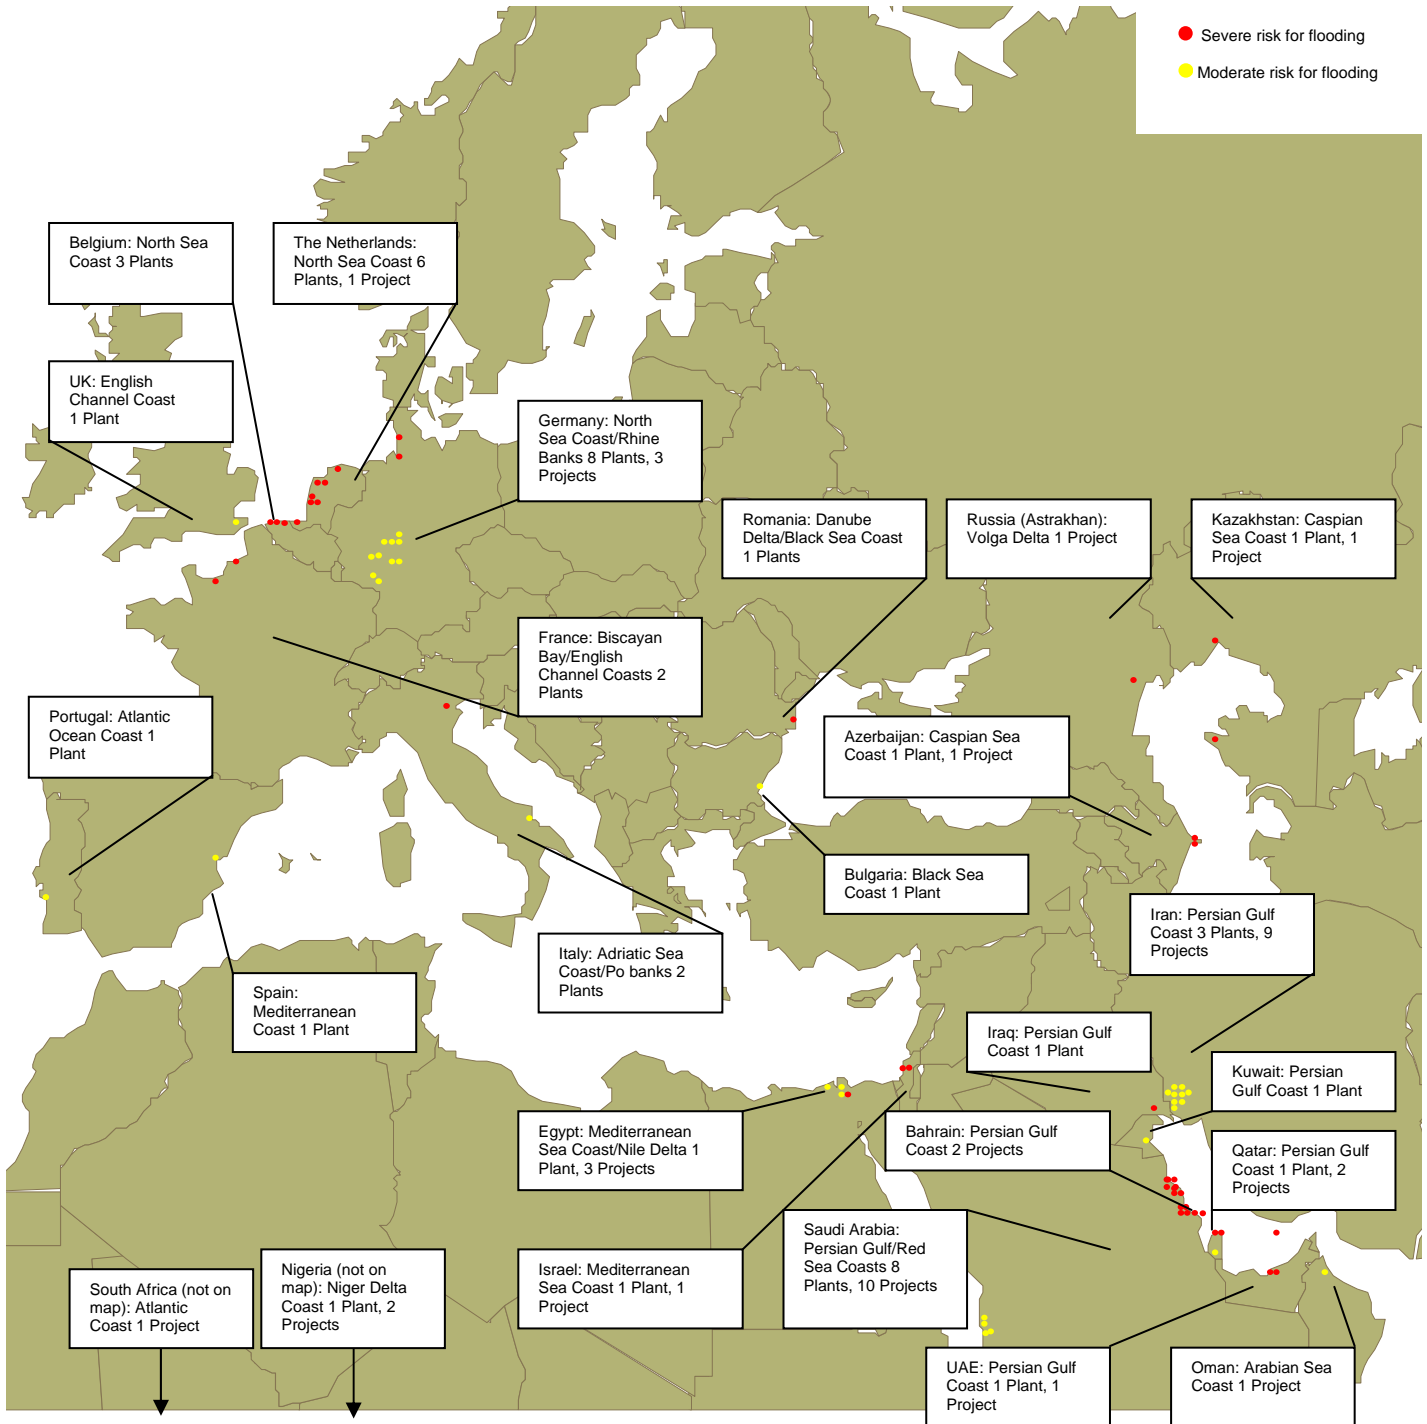 Severe risk for flooding
Moderate risk for flooding
Belgium: North Sea
Coast 3 Plants
The Netherlands:
North Sea Coast 6
Plants, 1 Project
UK: English
Channel Coast
1 Plant
Germany: North
Sea Coast/Rhine
Banks 8 Plants, 3
Projects
Romania: Danube
Delta/Black Sea Coast
1 Plants
Russia (Astrakhan):
Volga Delta 1 Project
Kazakhstan: Caspian
Sea Coast 1 Plant, 1
Project
France: Biscayan
Bay/English
Channel Coasts 2
Plants
Portugal: Atlantic
Ocean Coast 1
Plant
Azerbaijan: Caspian Sea
Coast 1 Plant, 1 Project
Bulgaria: Black Sea
Coast 1 Plant
Iran: Persian Gulf
Coast 3 Plants, 9
Projects
Italy: Adriatic Sea
Coast/Po banks 2
Plants
Spain:
Mediterranean
Coast 1 Plant
Iraq: Persian Gulf
Coast 1 Plant
Kuwait: Persian
Gulf Coast 1 Plant
Egypt: Mediterranean
Sea Coast/Nile Delta 1
Plant, 3 Projects
Bahrain: Persian Gulf
Coast 2 Projects
Qatar: Persian Gulf
Coast 1 Plant, 2
Projects
Saudi Arabia:
Persian Gulf/Red
Sea Coasts 8
Plants, 10 Projects
Israel: Mediterranean
Sea Coast 1 Plant, 1
Project
Nigeria (not on
map): Niger Delta
Coast 1 Plant, 2
Projects
South Africa (not on
map): Atlantic
Coast 1 Project
UAE: Persian Gulf
Coast 1 Plant, 1
Project
Oman: Arabian Sea
Coast 1 Project